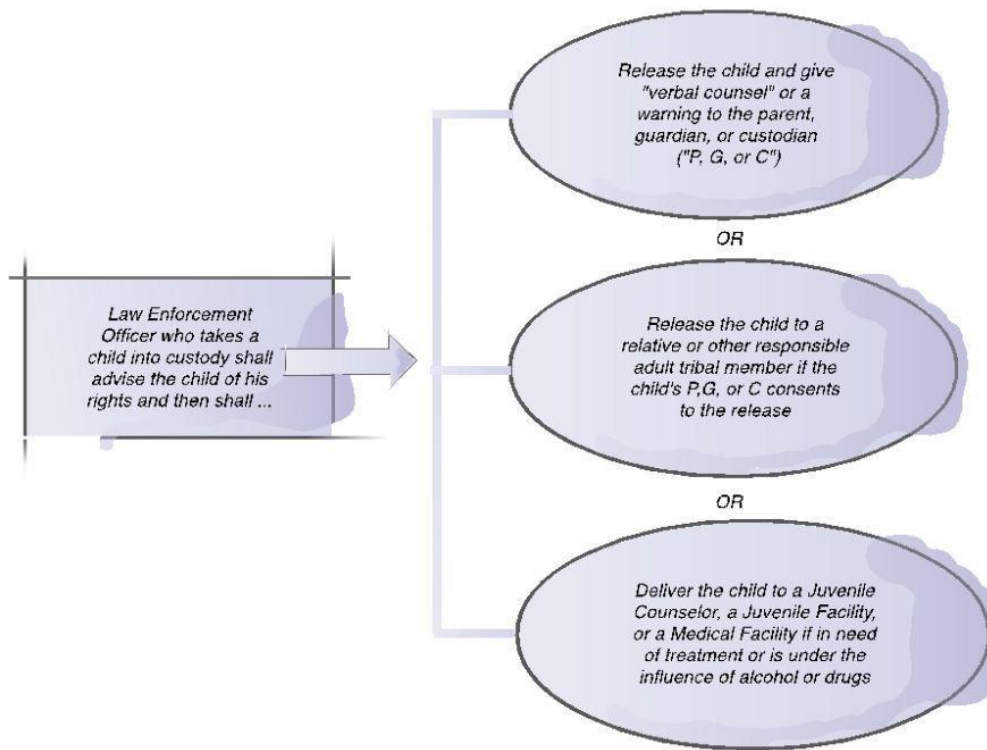 Law Enforcement
Officer who takes a
child into custody shall
advise the child of his
rights and then shall ...
Release the child and give
"verbal counsel" or a
warning to the parent,
guardian, or custodian
("P, G, or C")
OR
Release the child to a
relative or other responsible
adult tribal member if the
child's P,G, or C consents
to the release
OR
Deliver the child to a Juvenile
Counselor, a Juvenile Facility,
or a Medical Facility if in need
of treatment or is under the
influence of alcohol or drugs